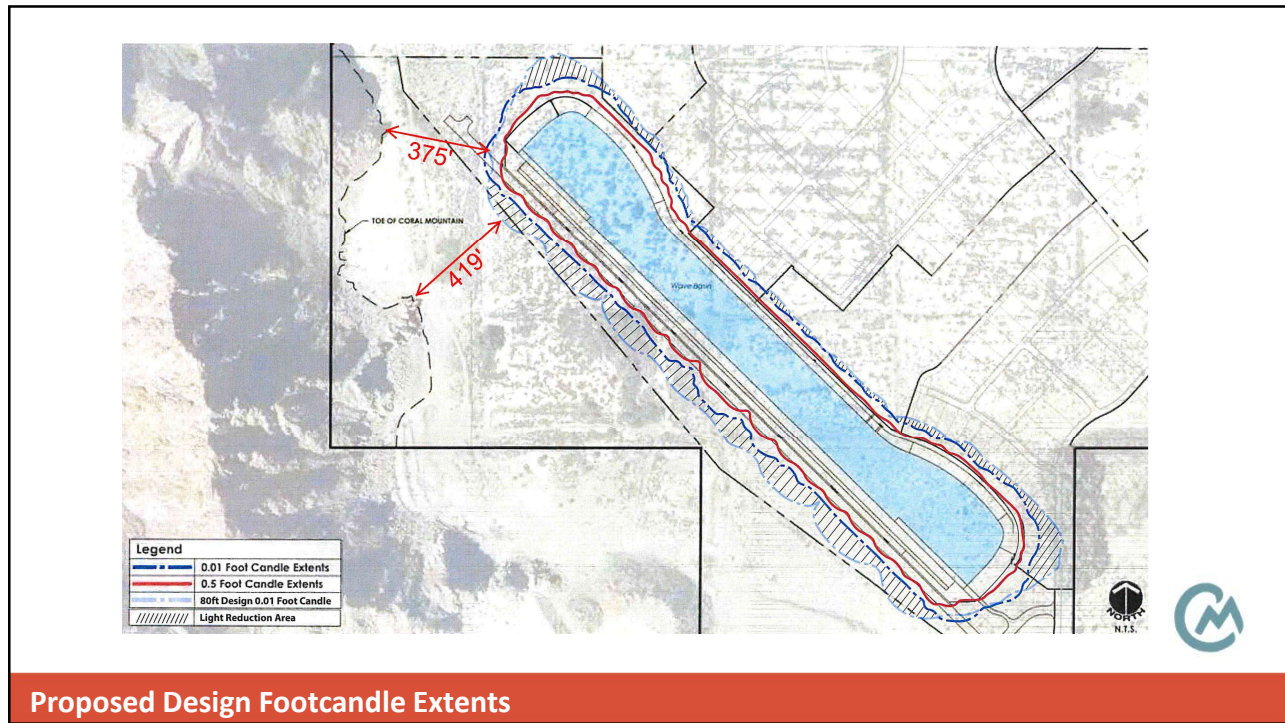 375'
TOE OF CORAL MOUNTAIN
419'
Wave Basin
Legend
0.01 Foot Candle Extents
0.5 Foot Candle Extents
80ft Design 0.01 Foot Candle
Light Reduction Area
NORTH
N.T.S.
CM
Proposed Design Footcandle Extents